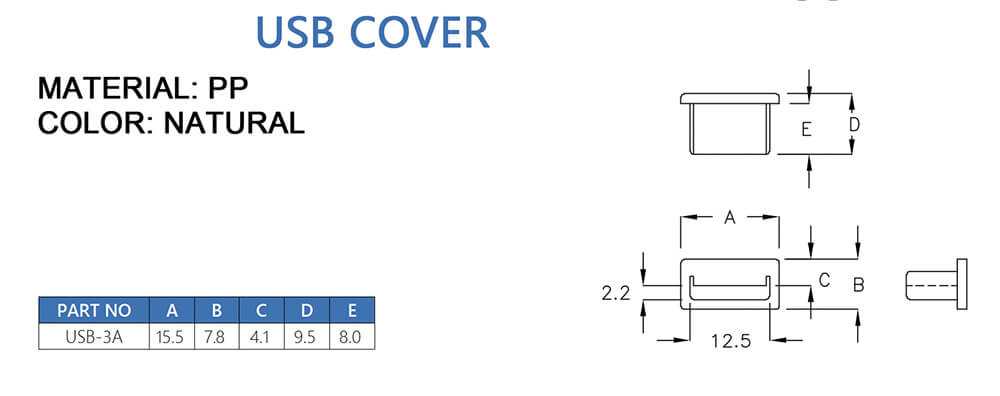 USB COVER
MATERIAL: PP
COLOR: NATURAL
E
D
A
C
B
2.2
12.5
PART NO A B C D E
USB-3A 15.5 7.8 4.1 9.5 8.0